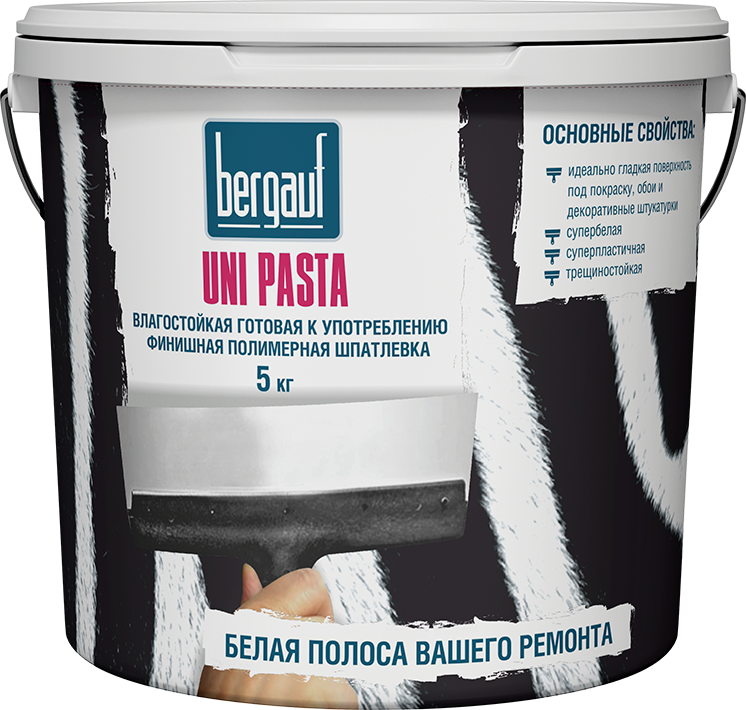 bergauf
UNI PASTA
ВЛАГОСТОЙКАЯ ГОТОВАЯ К УПОТРЕБЛЕНИЮ
ФИНИШНАЯ ПОЛИМЕРНАЯ ШПАТЛЕВКА
5 кг
ОСНОВНЫЕ СВОЙСТВА:
идеально гладкая поверхность
под покраску, обои и
декоративные штукатурки
супербелая
суперпластичная
трещиностойкая
БЕЛАЯ ПОЛОСА ВАШЕГО РЕМОНТА